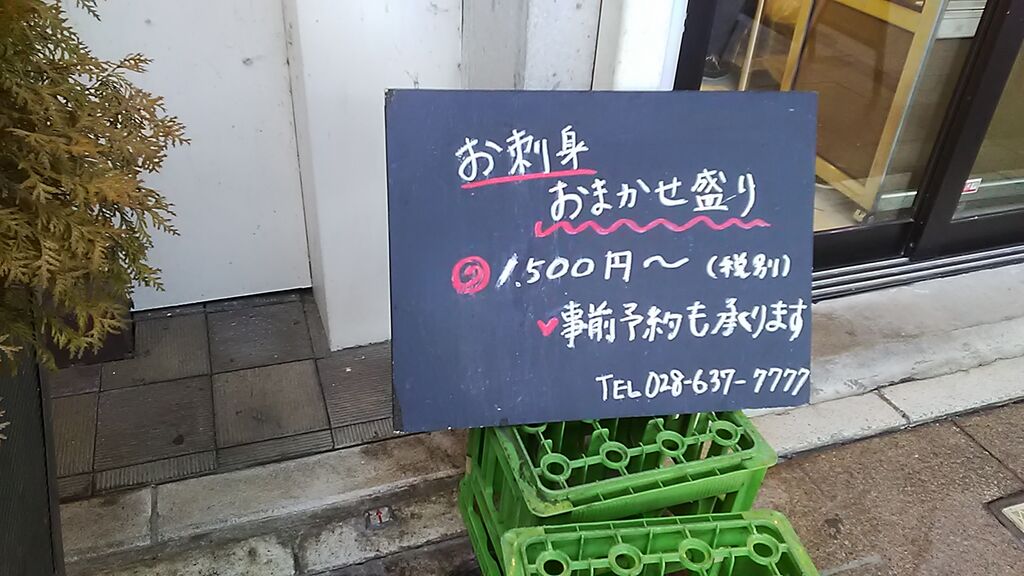 お刺身
おまかせ盛り
1.500円〜（税別）
事前予約も承ります
TEL 028-637-7777